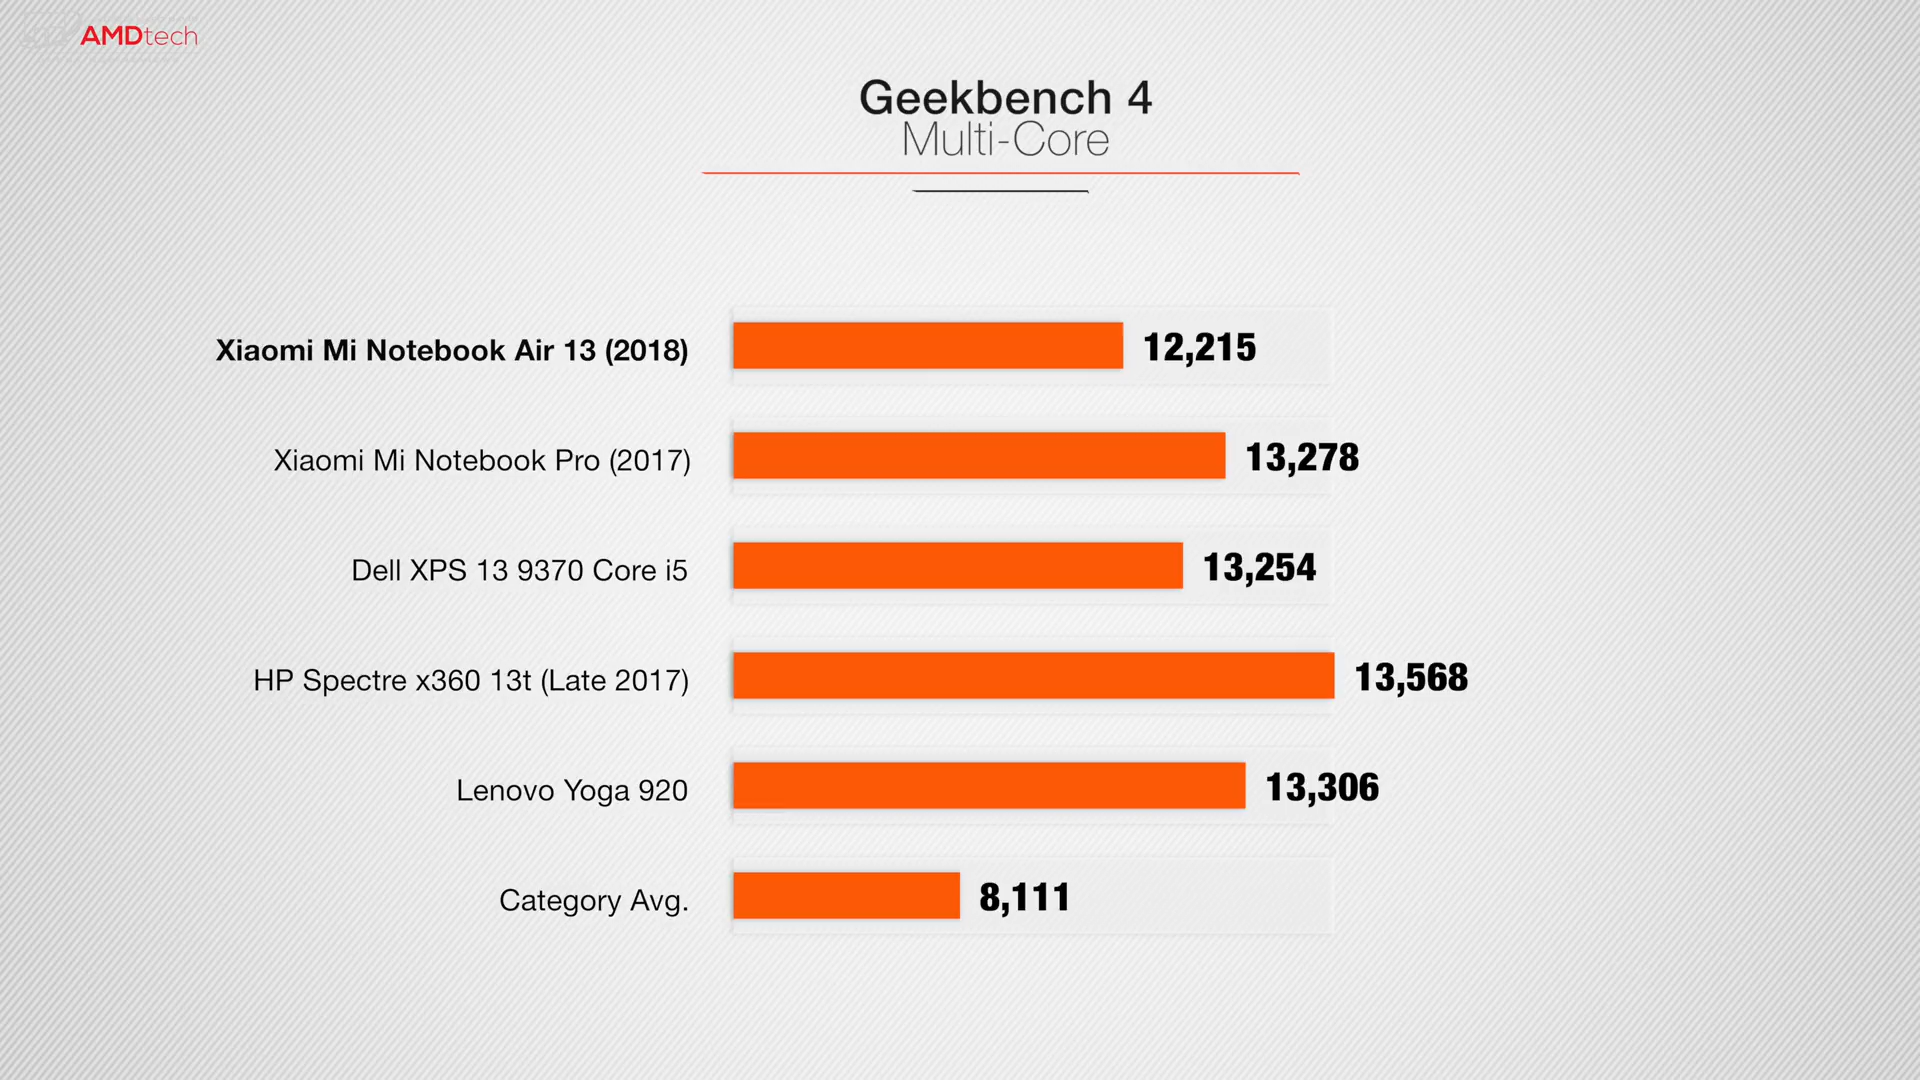 AMDtech
Geekbench 4
Multi-Core
Xiaomi Mi Notebook Air 13 (2018) 12,215
Xiaomi Mi Notebook Pro (2017) 13,278
Dell XPS 13 9370 Core i5 13,254
HP Spectre x360 13t (Late 2017) 13,568
Lenovo Yoga 920 13,306
Category Avg. 8,111